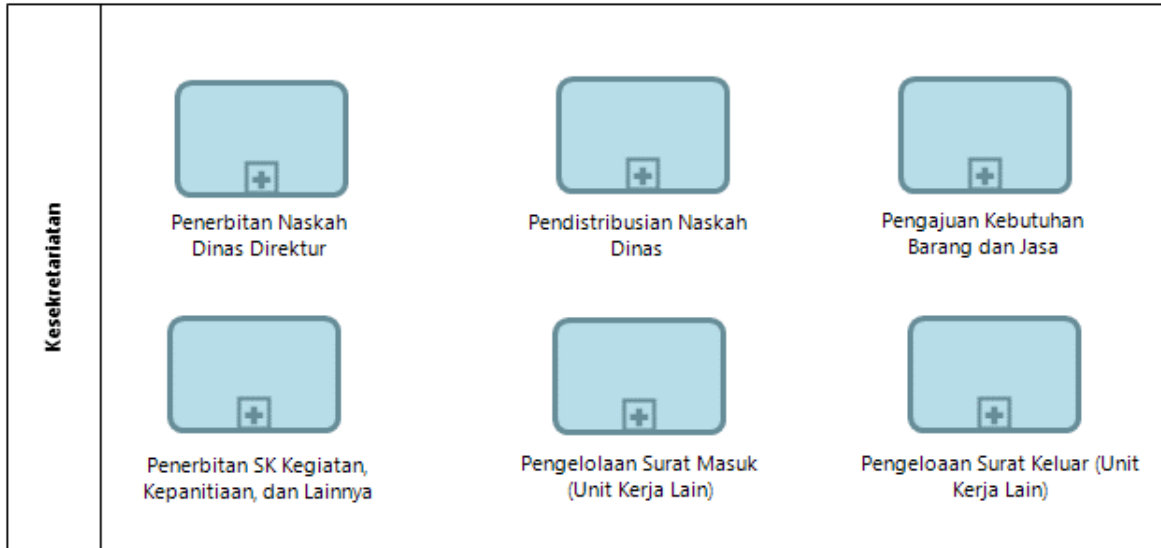 Kesekretariatan
Penerbitan Naskah
Dinas Direktur
Pendistribusian Naskah
Dinas
Pengajuan Kebutuhan
Barang dan Jasa
Penerbitan SK Kegiatan,
Kepanitiaan, dan Lainnya
Pengelolaan Surat Masuk
(Unit Kerja Lain)
Pengeloaan Surat Keluar (Unit
Kerja Lain)